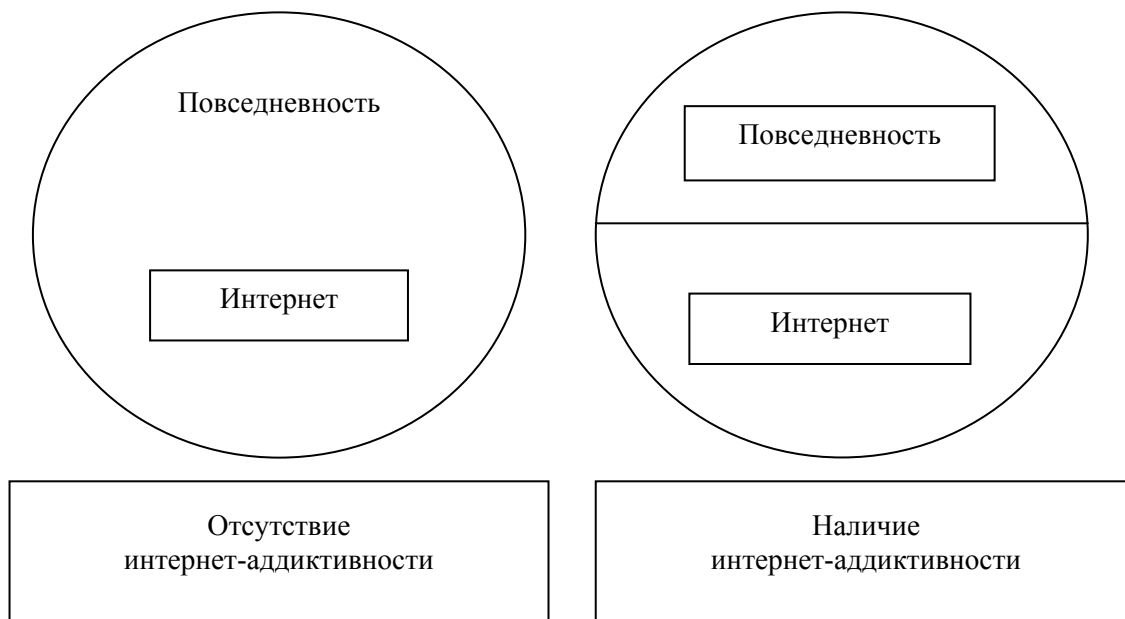 Повседневность
Интернет
Отсутствие
интернет-аддиктивности
Повседневность
Интернет
Наличие
интернет-аддиктивности